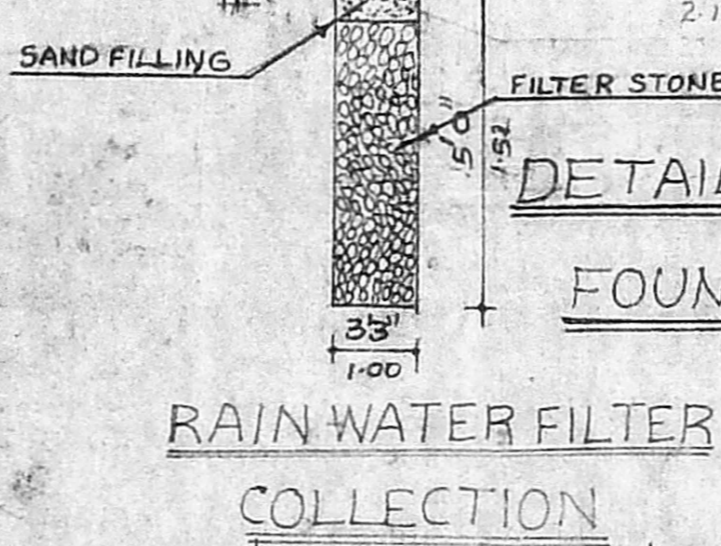 SAND FILLING
FILTER STONE
5'0"
1.52
DETAI
FOUN
3'3"
1.00
RAIN WATER FILTER
COLLECTION